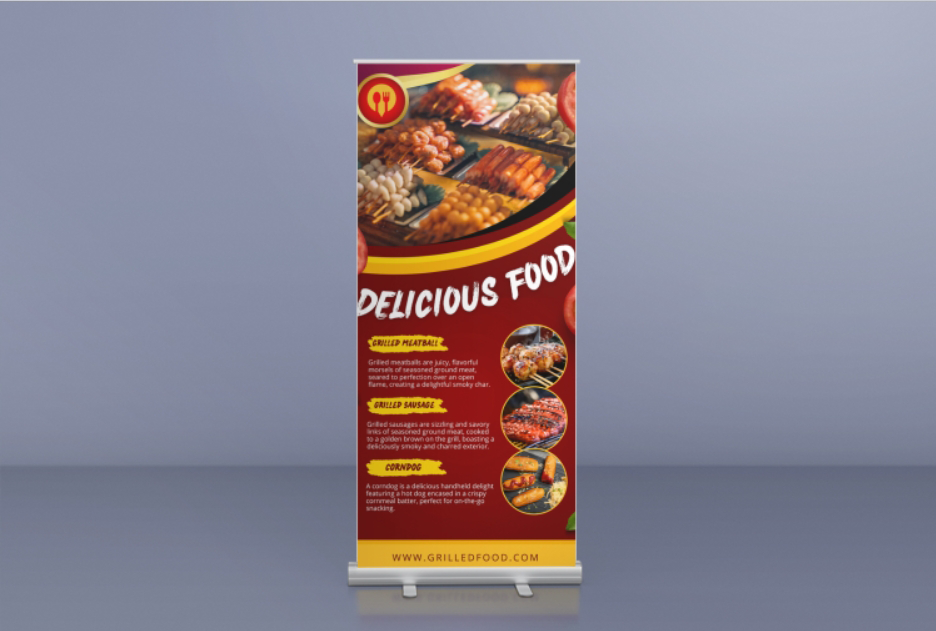 DELICIOUS FOOD
GRILLED MEATBALL
Grilled meatballs are juicy, flavorful
morsels of seasoned ground meat,
seared to perfection over an open
flame, creating a delightful smoky char.
GRILLED SAUSAGE
Grilled sausages are sizzling and savory
links of seasoned ground meat, cooked
to a golden brown on the grill, boasting a
deliciously smoky and charred exterior.
CORNDOG
A corndog is a delicious handheld delight
featuring a hot dog encased in a crispy
cornmeal batter, perfect for on-the-go
snacking.
WWW.GRILLEDFOOD.COM